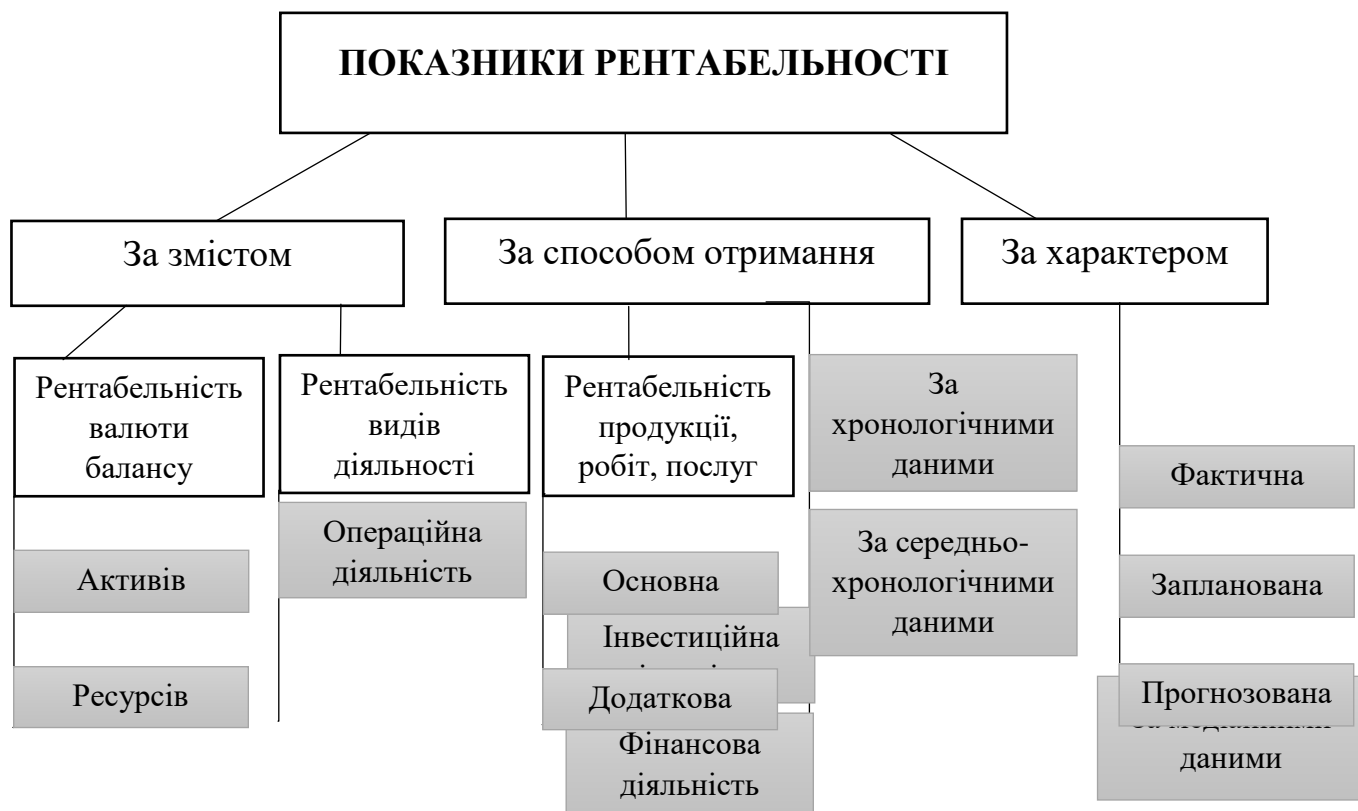 ПОКАЗНИКИ РЕНТАБЕЛЬНОСТІ
За змістом
За способом отримання
За характером
Рентабельність
валюти
балансу
Рентабельність
видів
діяльності
Рентабельність
продукції,
робіт, послуг
За
хронологічними
даними
Фактична
Операційна
діяльність
За середньо-
хронологічними
даними
Активів
Основна
Запланована
Інвестиційна
Ресурсів
Додаткова
Прогнозована
Фінансова
діяльність
даними